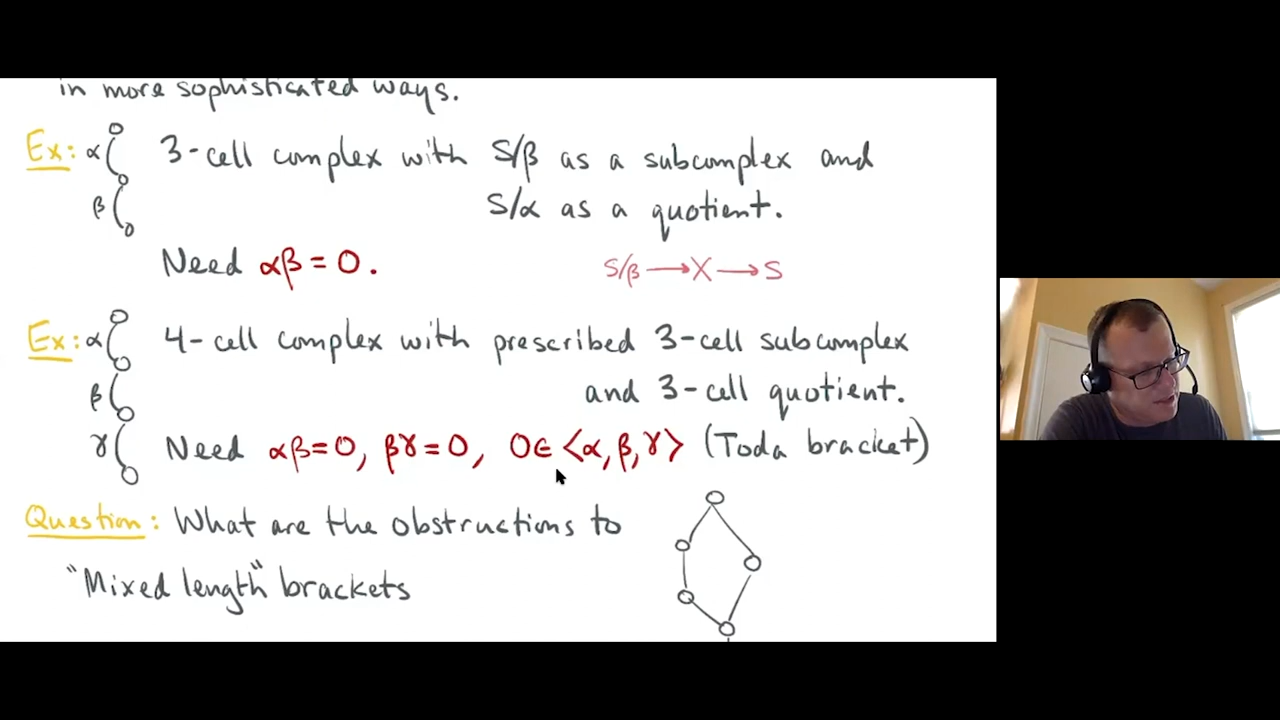 in more sophisticated ways.
Ex: α 3-cell complex with S/β as a subcomplex and
β S/α as a quotient.
Need αβ = 0. S/β → X → S
Ex: α 4-cell complex with prescribed 3-cell subcomplex
β and 3-cell quotient.
γ Need αβ=0, βγ=0, 0∈⟨α,β,γ⟩ (Toda bracket)
Question: What are the obstructions to
"Mixed length" brackets